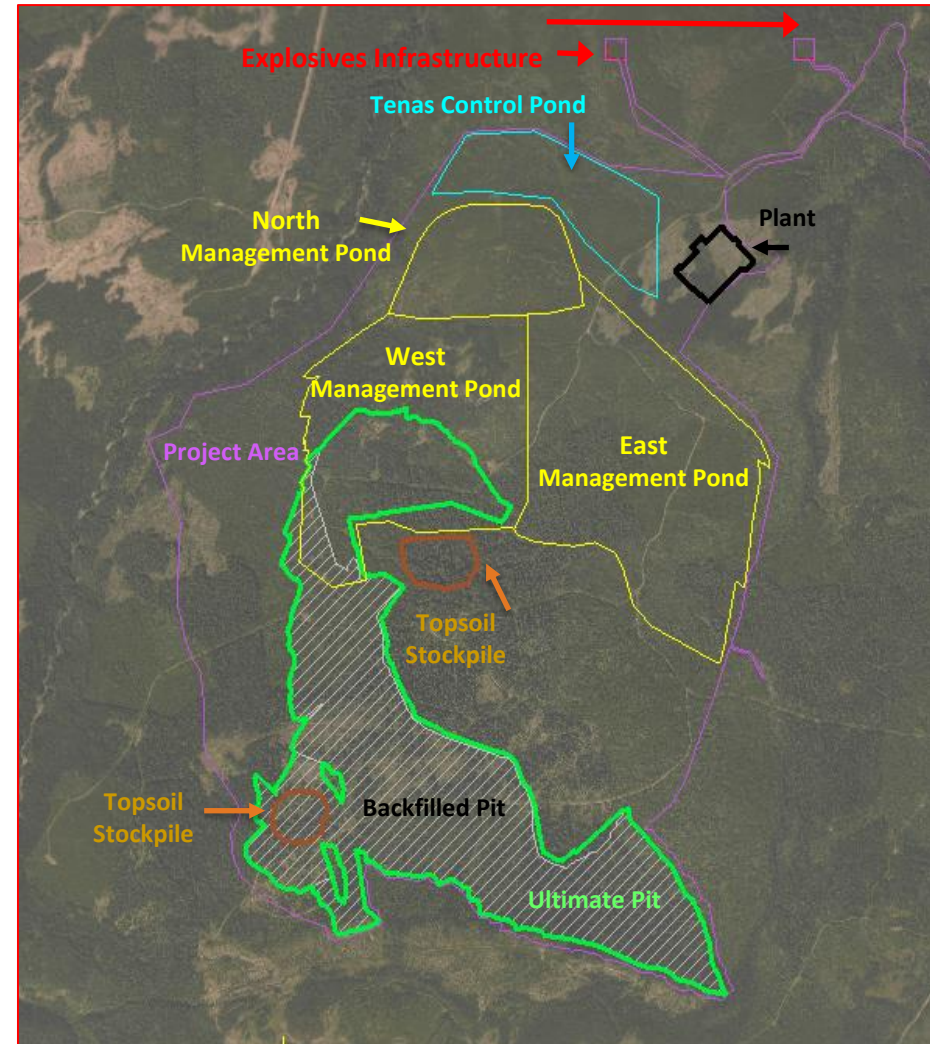 Explosives Infrastructure
Tenas Control Pond
North
Management Pond
Plant
West
Management Pond
Project Area
East
Management Pond
Topsoil
Stockpile
Topsoil
Stockpile
Backfilled Pit
Ultimate Pit